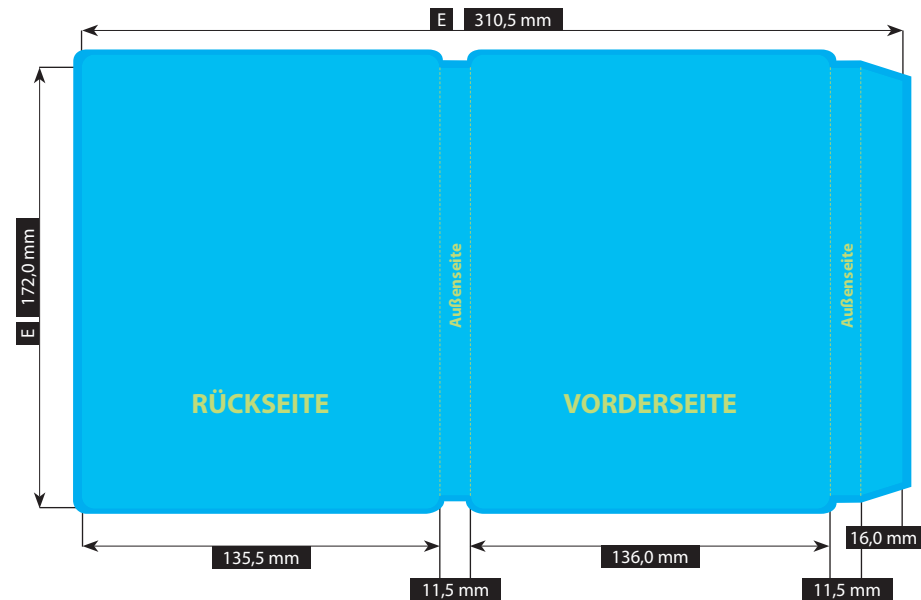 E 310,5 mm
E 172,0 mm
Außenseite
Außenseite
RÜCKSEITE
VORDERSEITE
16,0 mm
135,5 mm
136,0 mm
11,5 mm
11,5 mm